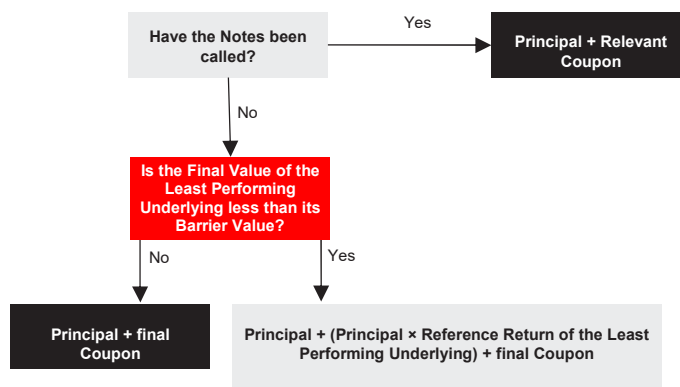 Have the Notes been
called?
Yes
Principal + Relevant
Coupon
No
Is the Final Value of the
Least Performing
Underlying less than its
Barrier Value?
No
Yes
Principal + final
Coupon
Principal + (Principal × Reference Return of the Least
Performing Underlying) + final Coupon